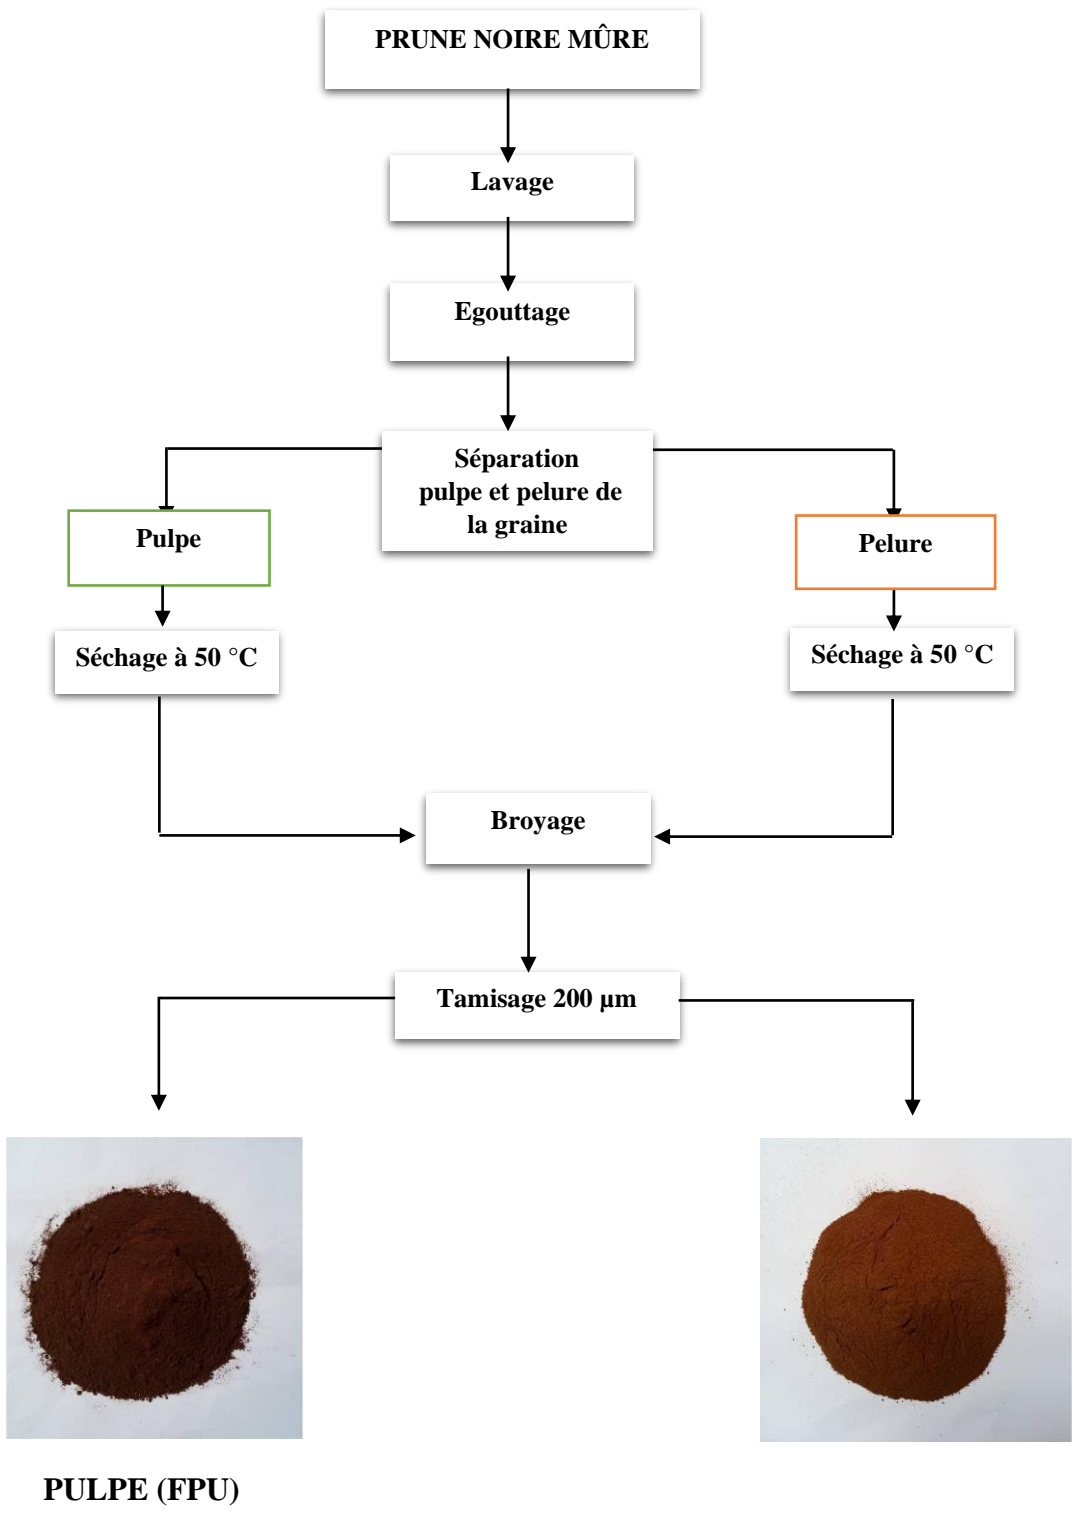 PRUNE NOIRE MÛRE
Lavage
Egouttage
Séparation
pulpe et pelure de
la graine
Pulpe
Pelure
Séchage à 50 °C
Séchage à 50 °C
Broyage
Tamisage 200 µm
PULPE (FPU)